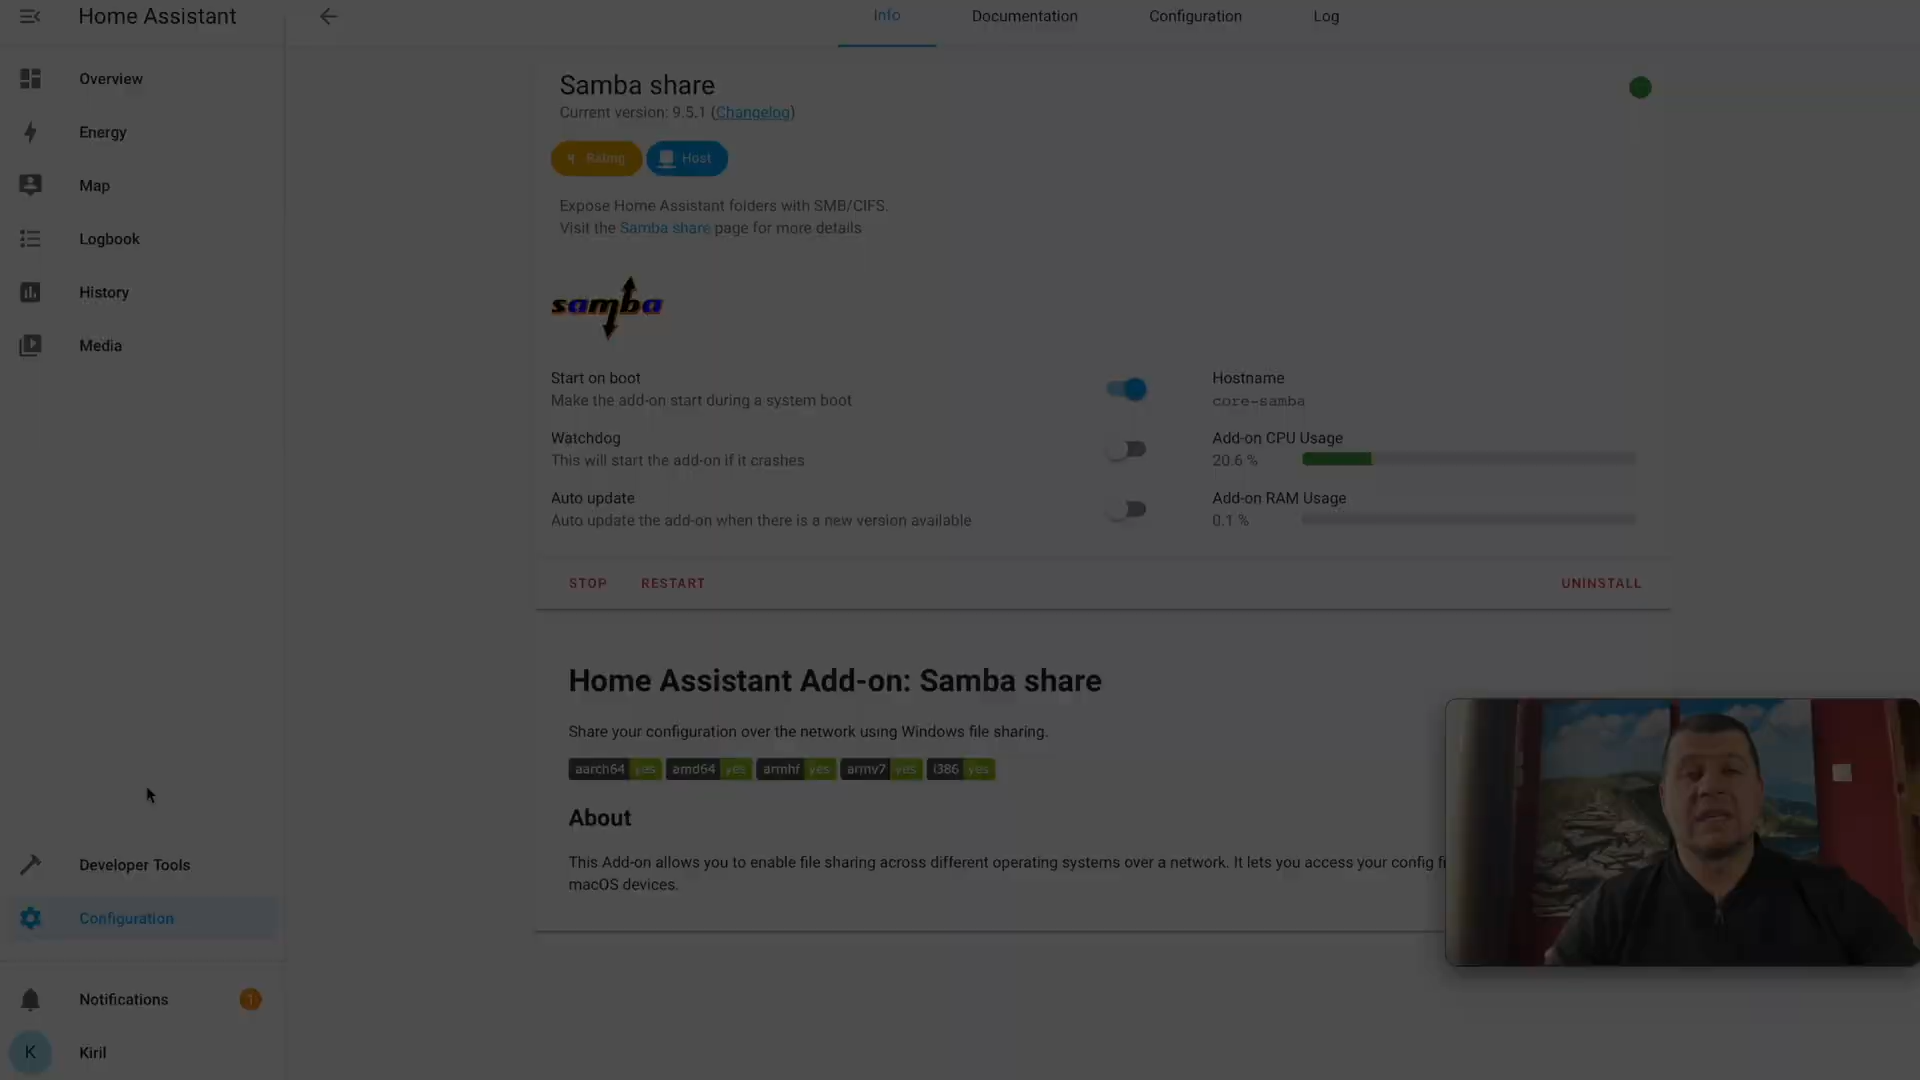 Home Assistant
Info
Documentation
Configuration
Log
Overview
Energy
Map
Logbook
History
Media
Developer Tools
Configuration
Notifications
1
K
Kiril
Samba share
Current version: 9.5.1 (Changelog)
4 Rating
Host
Expose Home Assistant folders with SMB/CIFS.
Visit the Samba share page for more details
samba
Start on boot
Make the add-on start during a system boot
Watchdog
This will start the add-on if it crashes
Auto update
Auto update the add-on when there is a new version available
Hostname
core-samba
Add-on CPU Usage
20.6 %
Add-on RAM Usage
0.1 %
STOP
RESTART
UNINSTALL
Home Assistant Add-on: Samba share
Share your configuration over the network using Windows file sharing.
aarch64 yes amd64 yes armhf yes armv7 yes i386 yes
About
This Add-on allows you to enable file sharing across different operating systems over a network. It lets you access your config
macOS devices.